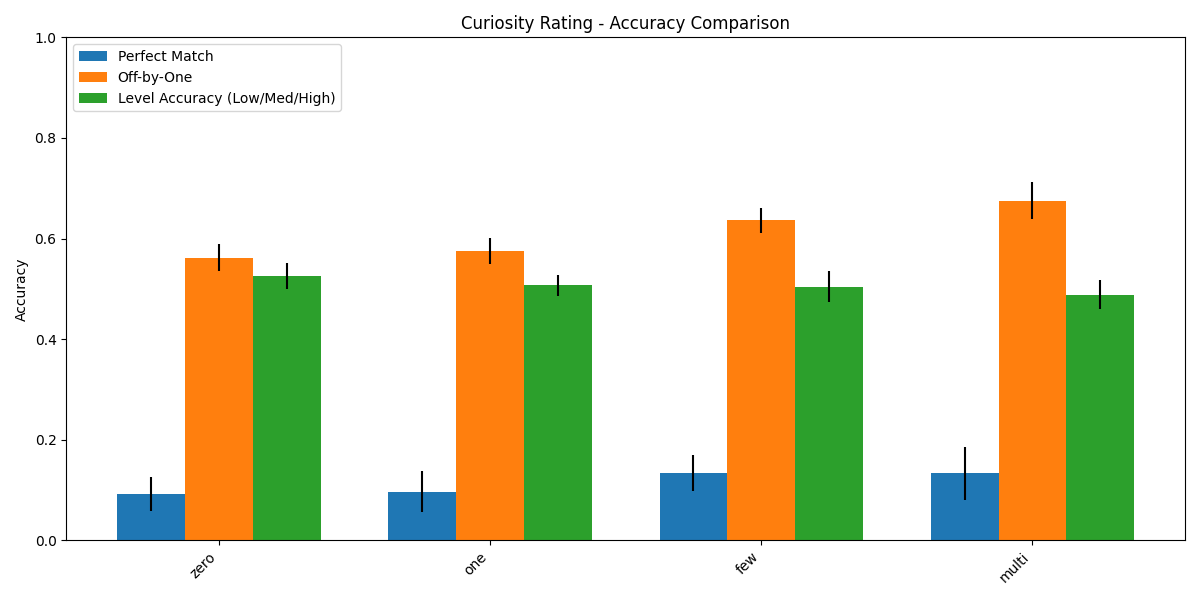 Curiosity Rating - Accuracy Comparison
Perfect Match
Off-by-One
Level Accuracy (Low/Med/High)
Accuracy
1.0
0.8
0.6
0.4
0.2
0.0
zero
one
few
multi